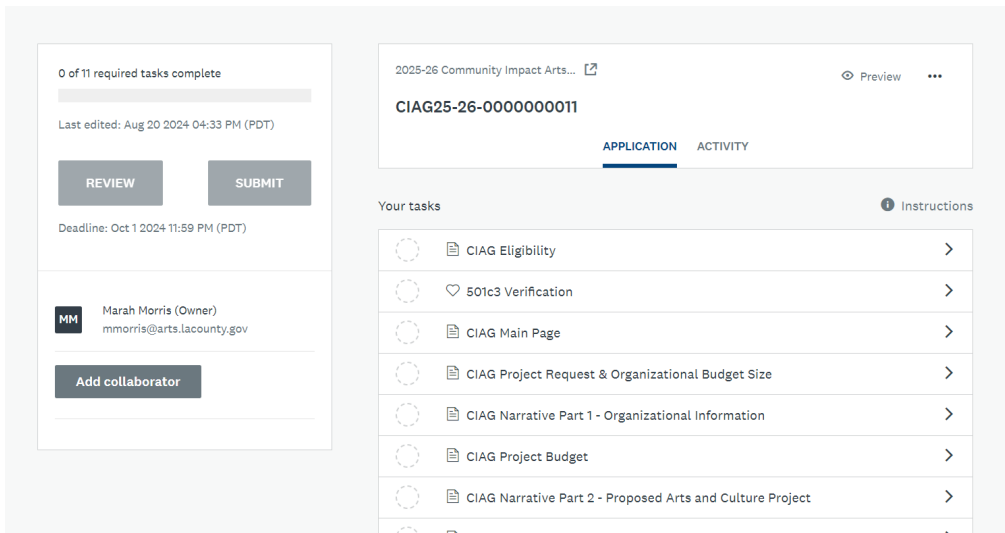 0 of 11 required tasks complete
Last edited: Aug 20 2024 04:33 PM (PDT)
REVIEW
SUBMIT
Deadline: Oct 1 2024 11:59 PM (PDT)
MM
Marah Morris (Owner)
mmorris@arts.lacounty.gov
Add collaborator
2025-26 Community Impact Arts...
Preview
CIAG25-26-0000000011
APPLICATION
ACTIVITY
Your tasks
Instructions
CIAG Eligibility
501c3 Verification
CIAG Main Page
CIAG Project Request & Organizational Budget Size
CIAG Narrative Part 1 - Organizational Information
CIAG Project Budget
CIAG Narrative Part 2 - Proposed Arts and Culture Project